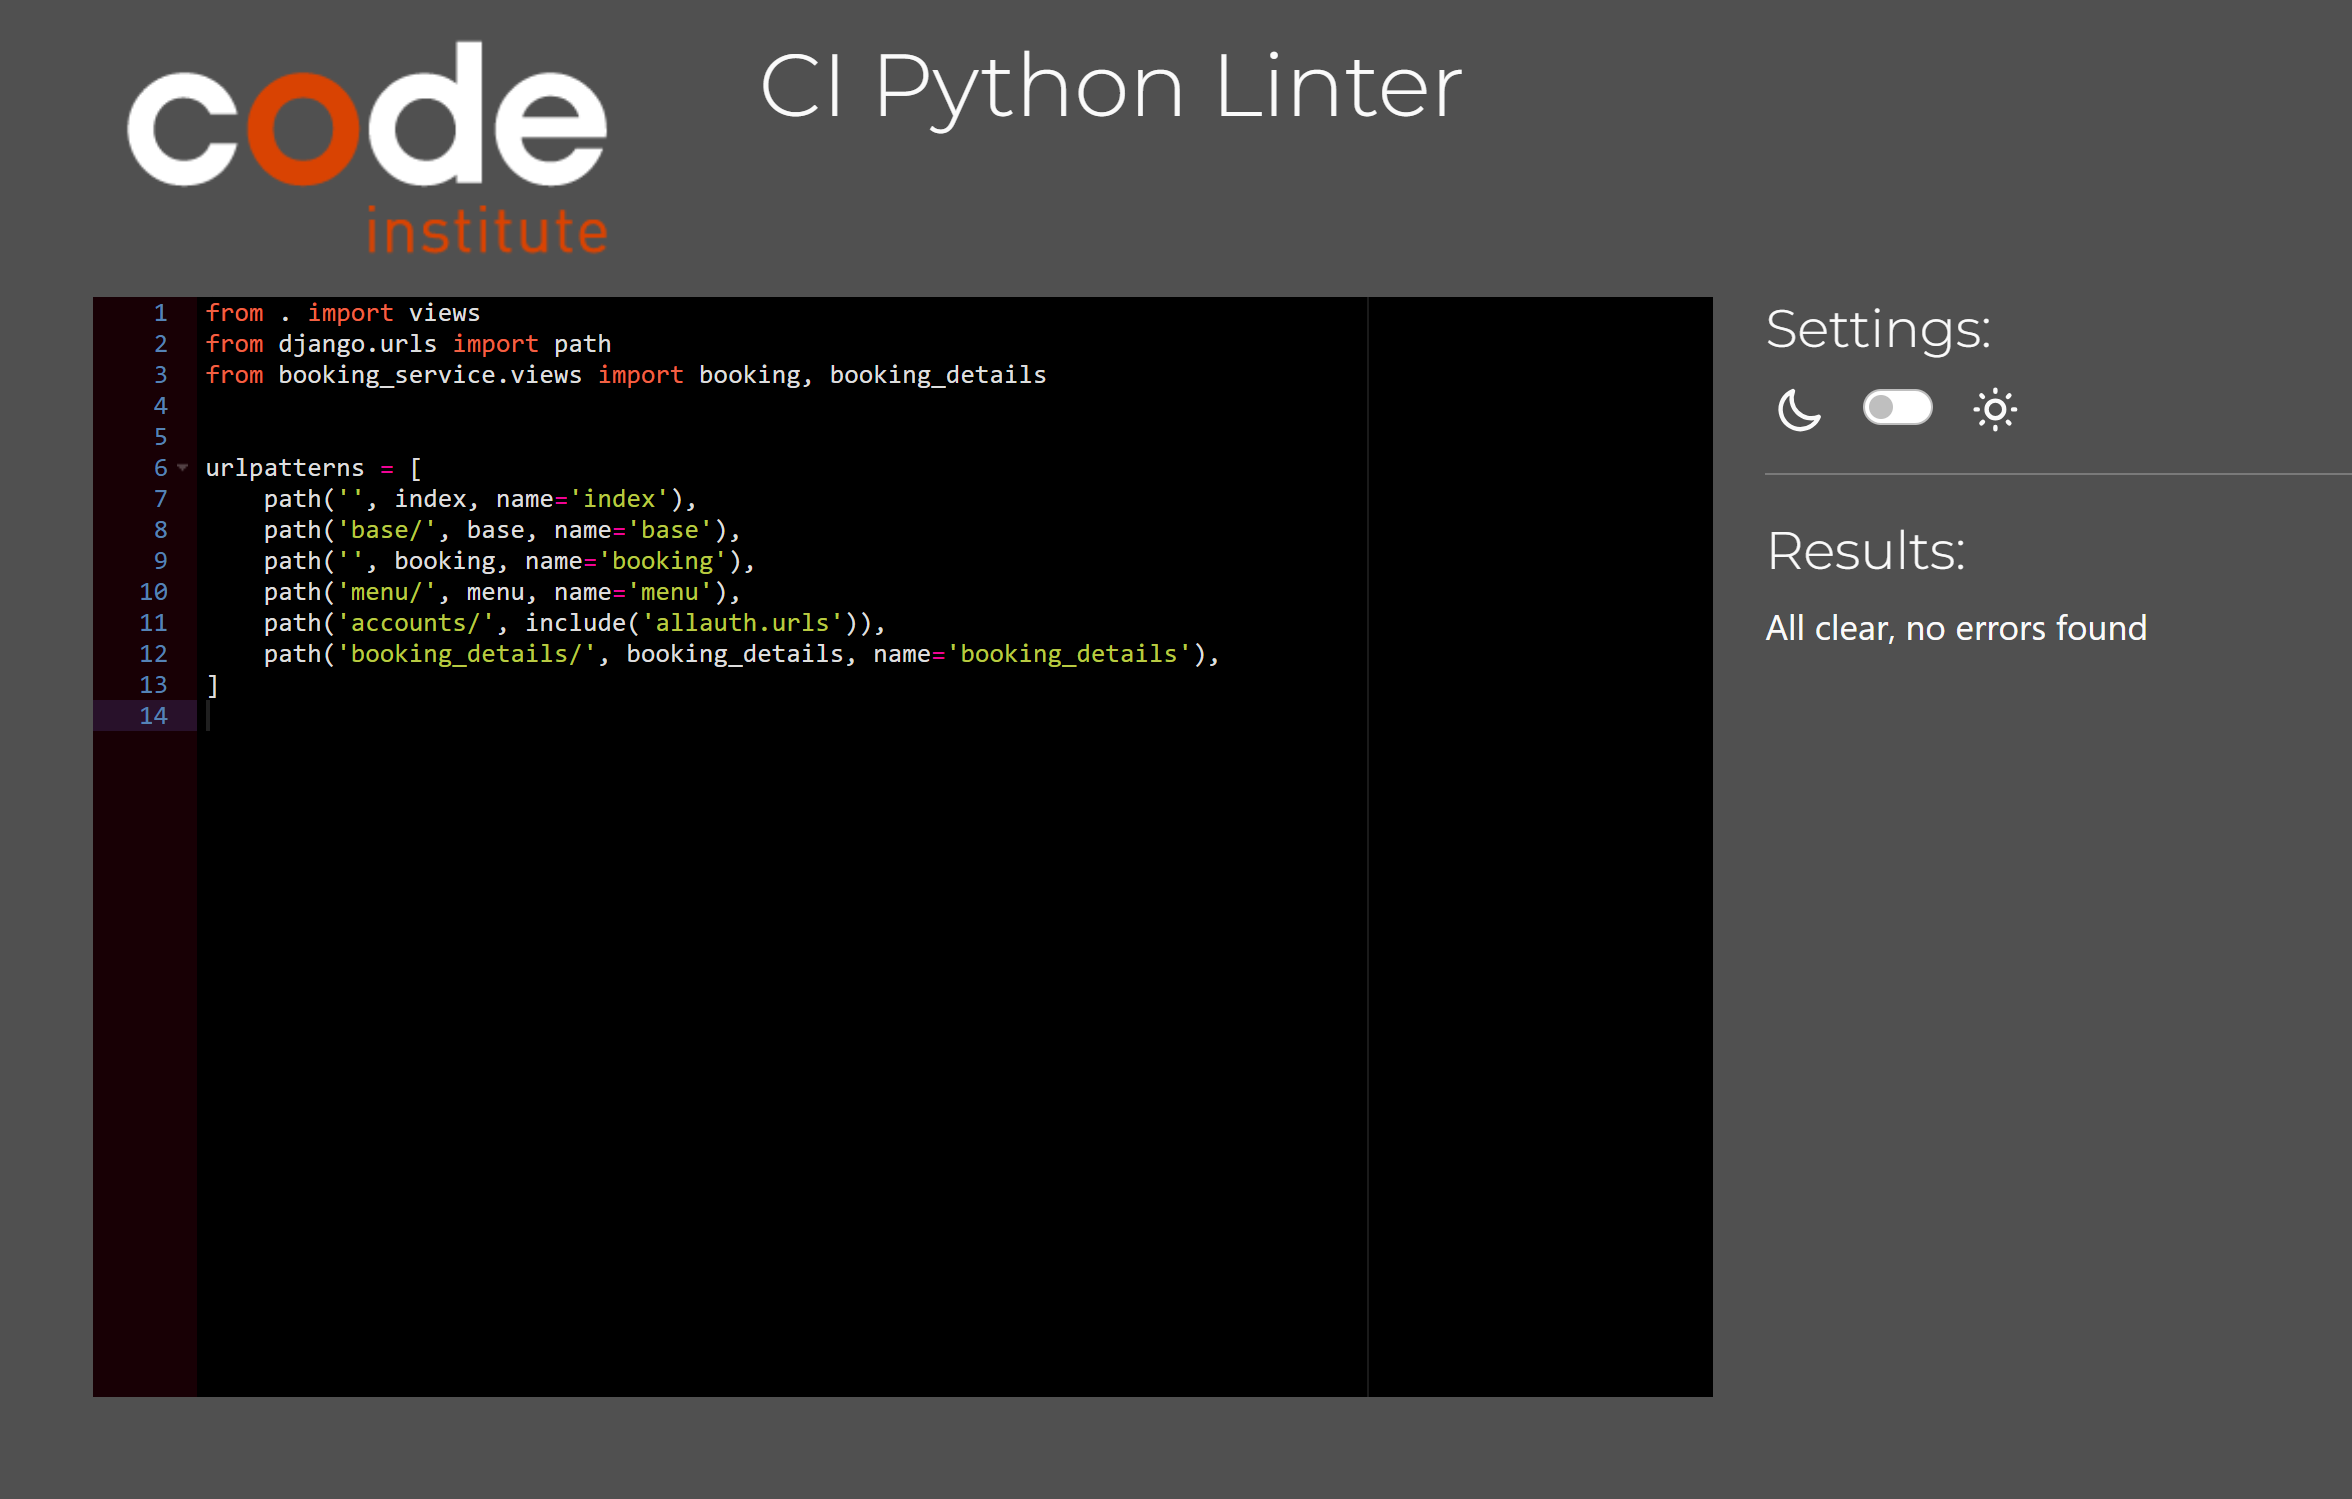 code
institute
CI Python Linter
1 from . import views
2 from django.urls import path
3 from booking_service.views import booking, booking_details
4
5
6 urlpatterns = [
7     path('', index, name='index'),
8     path('base/', base, name='base'),
9     path('', booking, name='booking'),
10     path('menu/', menu, name='menu'),
11     path('accounts/', include('allauth.urls')),
12     path('booking_details/', booking_details, name='booking_details'),
13 ]
14
Settings:
Results:
All clear, no errors found